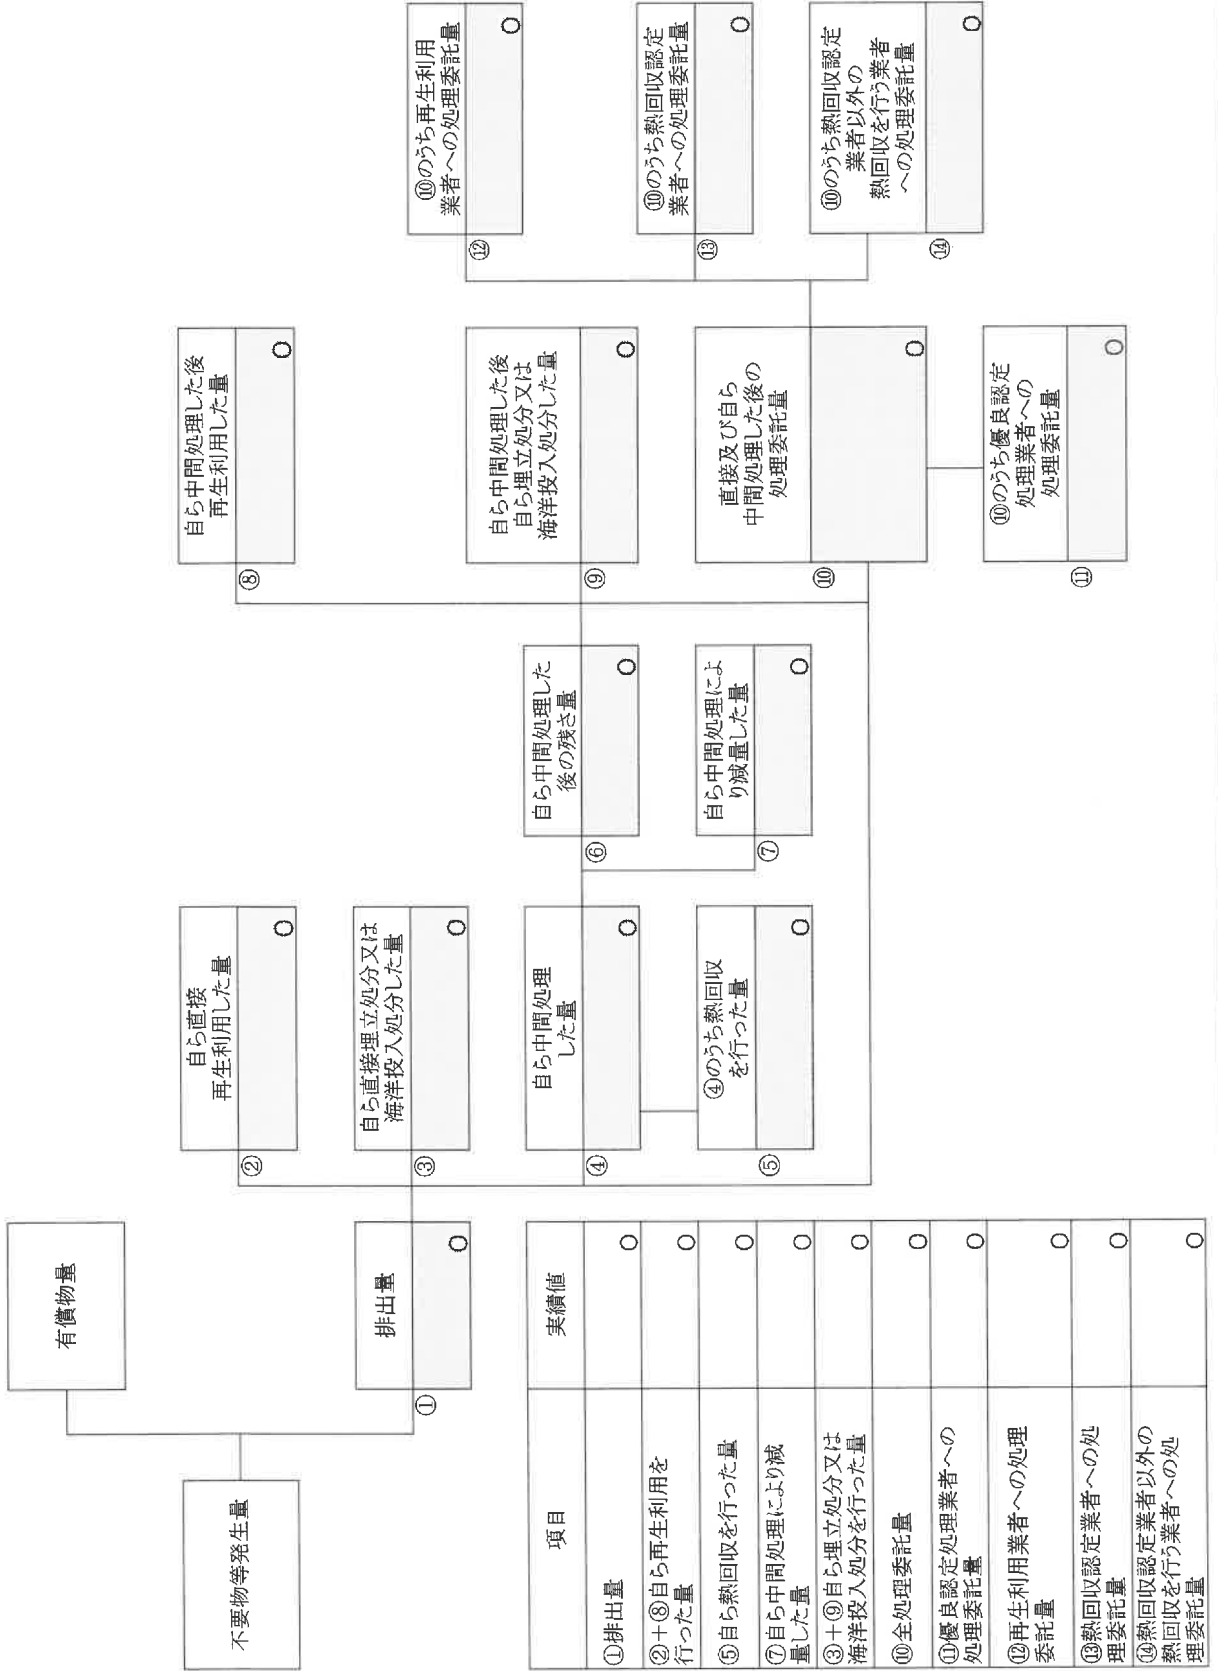 不要物等発生量
有償物量
排出量
①
0
自ら直接
再生利用した量
②
0
自ら直接埋立処分又は
海洋投入処分した量
③
0
自ら中間処理
した量
④
0
④のうち熱回収
を行った量
⑤
0
自ら中間処理した
後の残さ量
⑥
0
自ら中間処理によ
り減量した量
⑦
0
自ら中間処理した後
再生利用した量
⑧
0
自ら中間処理した後
自ら埋立処分又は
海洋投入処分した量
⑨
0
直接及び自ら
中間処理した後の
処理委託量
⑩
0
⑩のうち優良認定
処理業者への
処理委託量
⑪
0
⑩のうち再生利用
業者への処理委託量
⑫
0
⑩のうち熱回収認定
業者への処理委託量
⑬
0
⑩のうち熱回収認定
業者以外の
熱回収を行う業者
への処理委託量
⑭
0
項目
実績値
①排出量
0
②+⑧自ら再生利用を
行った量
0
⑤自ら熱回収を行った量
0
⑦自ら中間処理により減
量した量
0
③+⑨自ら埋立処分又は
海洋投入処分を行った量
0
⑩全処理委託量
0
⑪優良認定処理業者への
処理委託量
0
⑫再生利用業者への処理
委託量
0
⑬熱回収認定業者への処
理委託量
0
⑭熱回収認定業者以外の
熱回収を行う業者への処
理委託量
0